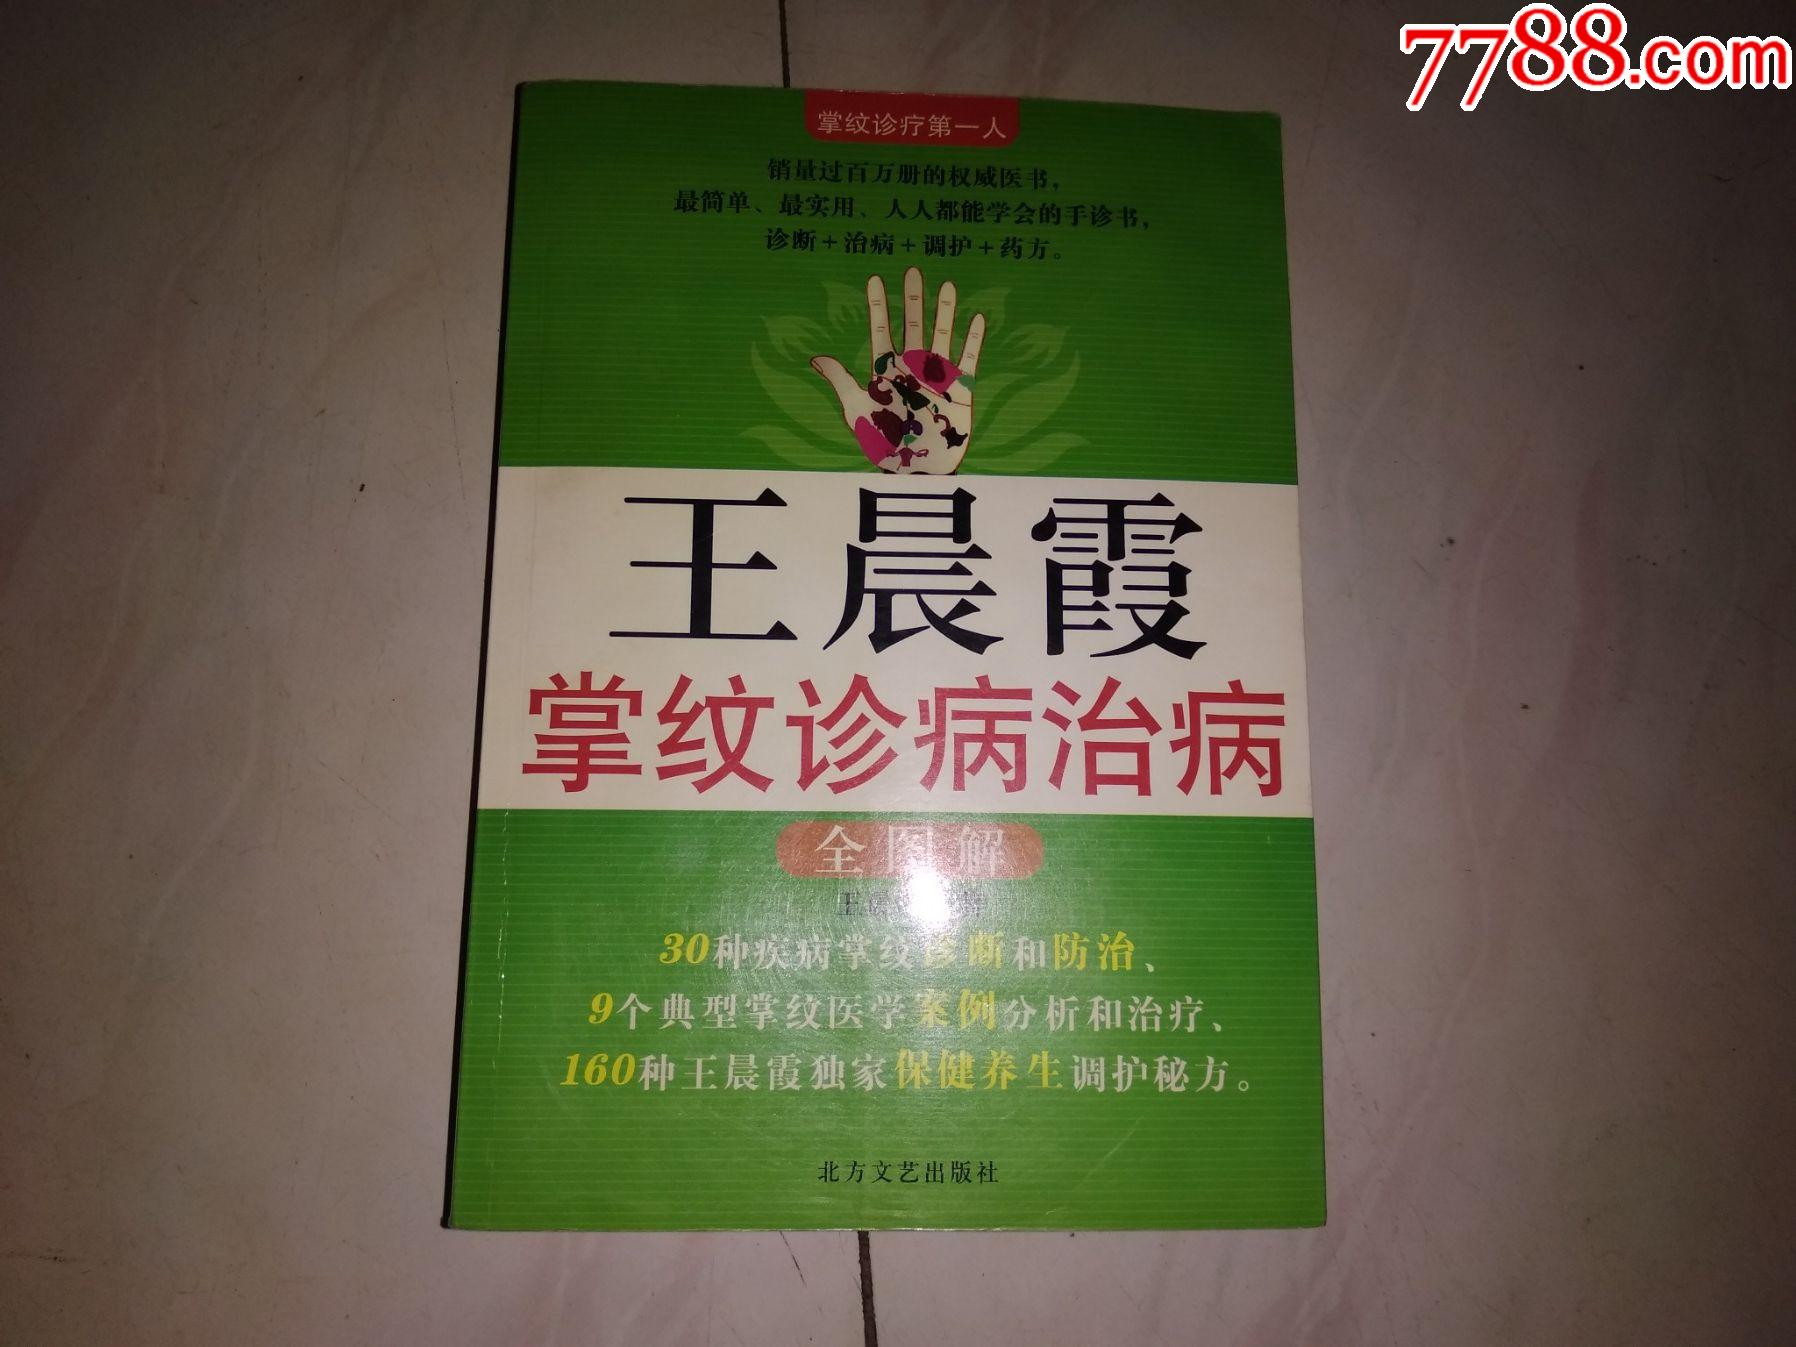 7788.com
掌纹诊疗第一人
销量过百万册的权威医书，
最简单、最实用、人人都能学会的手诊书，
诊断+治病+调护+药方。
王晨霞
掌纹诊病治病
全图解
30种疾病掌纹诊断和防治、
9个典型掌纹医学案例分析和治疗、
160种王晨霞独家保健养生调护秘方。
北方文艺出版社